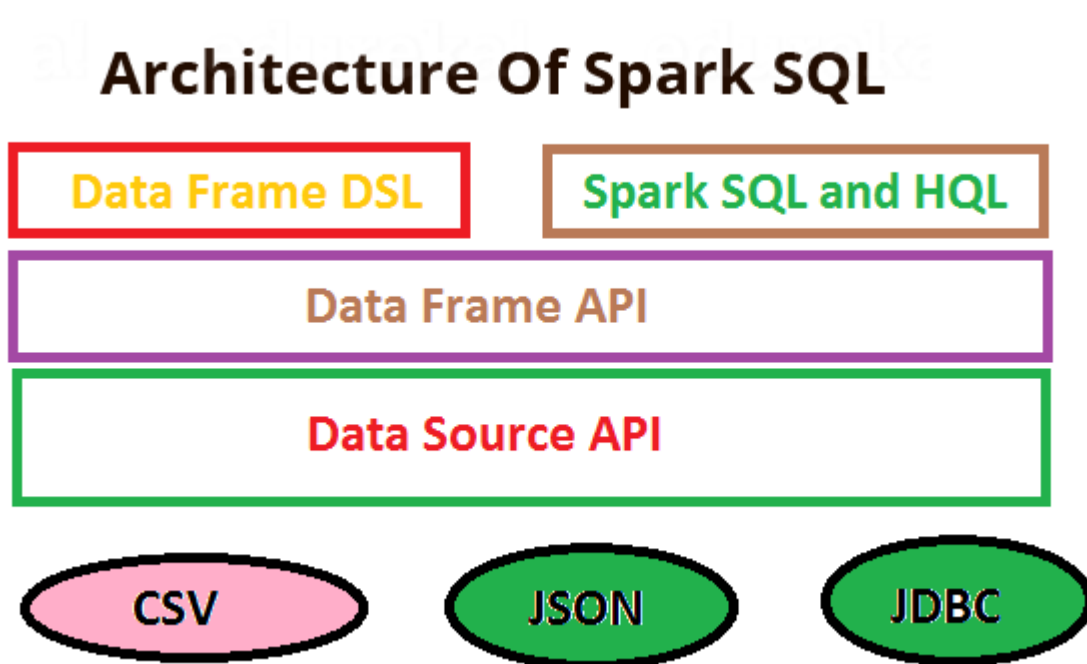 Architecture Of Spark SQL
Data Frame DSL
Spark SQL and HQL
Data Frame API
Data Source API
CSV
JSON
JDBC